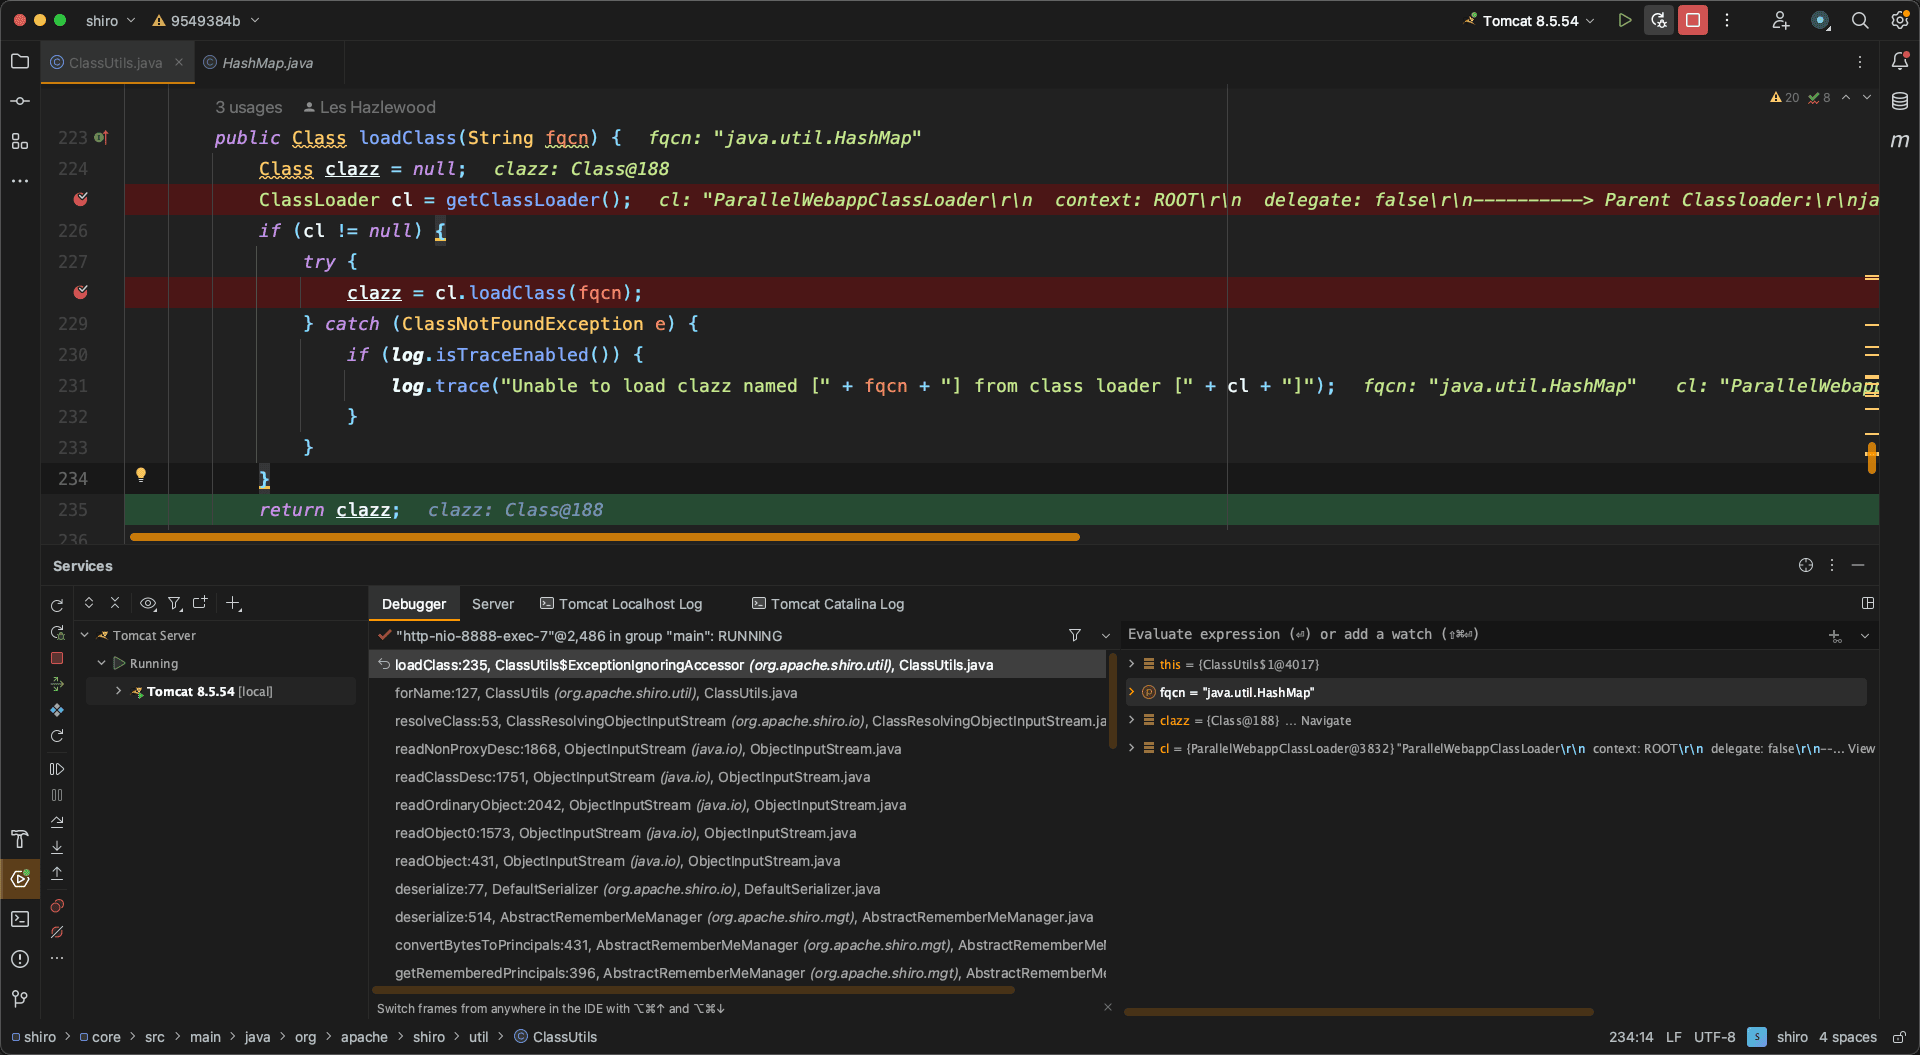 shiro 9549384b Tomcat 8.5.54
ClassUtils.java HashMap.java
3 usages Les Hazlewood 20 8
223 public Class loadClass(String fqcn) { fqcn: "java.util.HashMap"
224 Class clazz = null; clazz: Class@188
ClassLoader cl = getClassLoader(); cl: "ParallelWebappClassLoader\r\n context: ROOT\r\n delegate: false\r\n----------> Parent Classloader:\r\nja
226 if (cl != null) {
227 try {
clazz = cl.loadClass(fqcn);
229 } catch (ClassNotFoundException e) {
230 if (log.isTraceEnabled()) {
231 log.trace("Unable to load clazz named [" + fqcn + "] from class loader [" + cl + "]"); fqcn: "java.util.HashMap" cl: "ParallelWebapp
232 }
233 }
234 }
235 return clazz; clazz: Class@188
236
Services
Debugger Server Tomcat Localhost Log Tomcat Catalina Log
Tomcat Server
Running
Tomcat 8.5.54 [local]
"http-nio-8888-exec-7"@2,486 in group "main": RUNNING
loadClass:235, ClassUtils$ExceptionIgnoringAccessor (org.apache.shiro.util), ClassUtils.java
forName:127, ClassUtils (org.apache.shiro.util), ClassUtils.java
resolveClass:53, ClassResolvingObjectInputStream (org.apache.shiro.io), ClassResolvingObjectInputStream.ja
readNonProxyDesc:1868, ObjectInputStream (java.io), ObjectInputStream.java
readClassDesc:1751, ObjectInputStream (java.io), ObjectInputStream.java
readOrdinaryObject:2042, ObjectInputStream (java.io), ObjectInputStream.java
readObject0:1573, ObjectInputStream (java.io), ObjectInputStream.java
readObject:431, ObjectInputStream (java.io), ObjectInputStream.java
deserialize:77, DefaultSerializer (org.apache.shiro.io), DefaultSerializer.java
deserialize:514, AbstractRememberMeManager (org.apache.shiro.mgt), AbstractRememberMeManager.java
convertBytesToPrincipals:431, AbstractRememberMeManager (org.apache.shiro.mgt), AbstractRememberMe
getRememberedPrincipals:396, AbstractRememberMeManager (org.apache.shiro.mgt), AbstractRememberMe
Switch frames from anywhere in the IDE with ⌥⌘↑ and ⌥⌘↓
Evaluate expression (⏎) or add a watch (⇧⌘⏎)
this = {ClassUtils$1@4017}
fqcn = "java.util.HashMap"
clazz = {Class@188} ... Navigate
cl = {ParallelWebappClassLoader@3832} "ParallelWebappClassLoader\r\n context: ROOT\r\n delegate: false\r\n--... View
shiro > core > src > main > java > org > apache > shiro > util > ClassUtils 234:14 LF UTF-8 S shiro 4 spaces